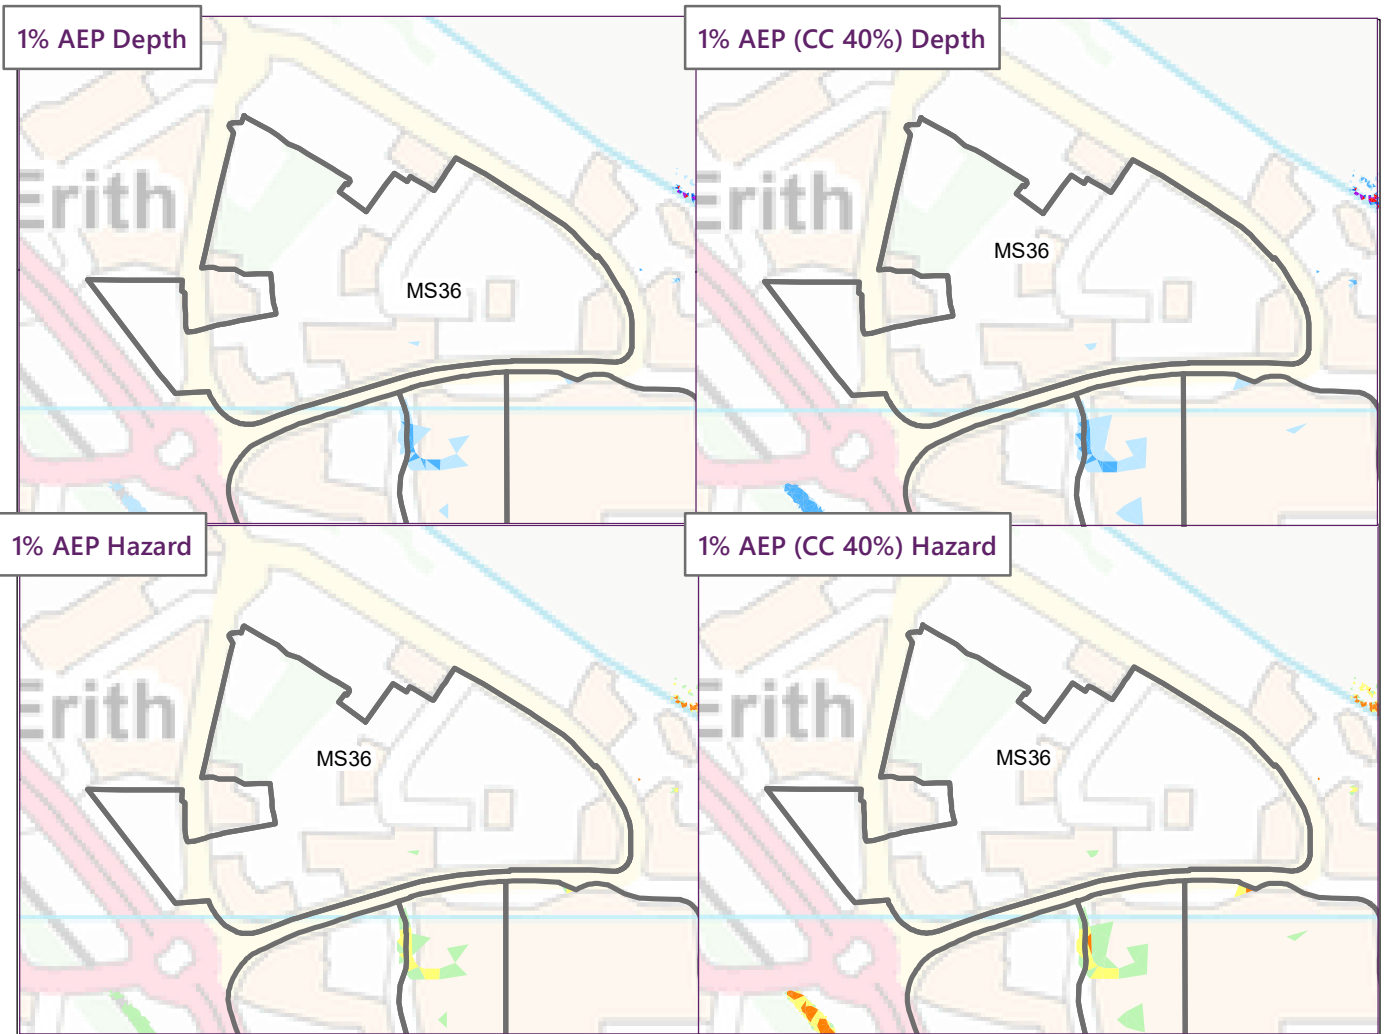 1% AEP Depth
1% AEP (CC 40%) Depth
Erith
MS36
Erith
MS36
1% AEP Hazard
1% AEP (CC 40%) Hazard
Erith
MS36
Erith
MS36